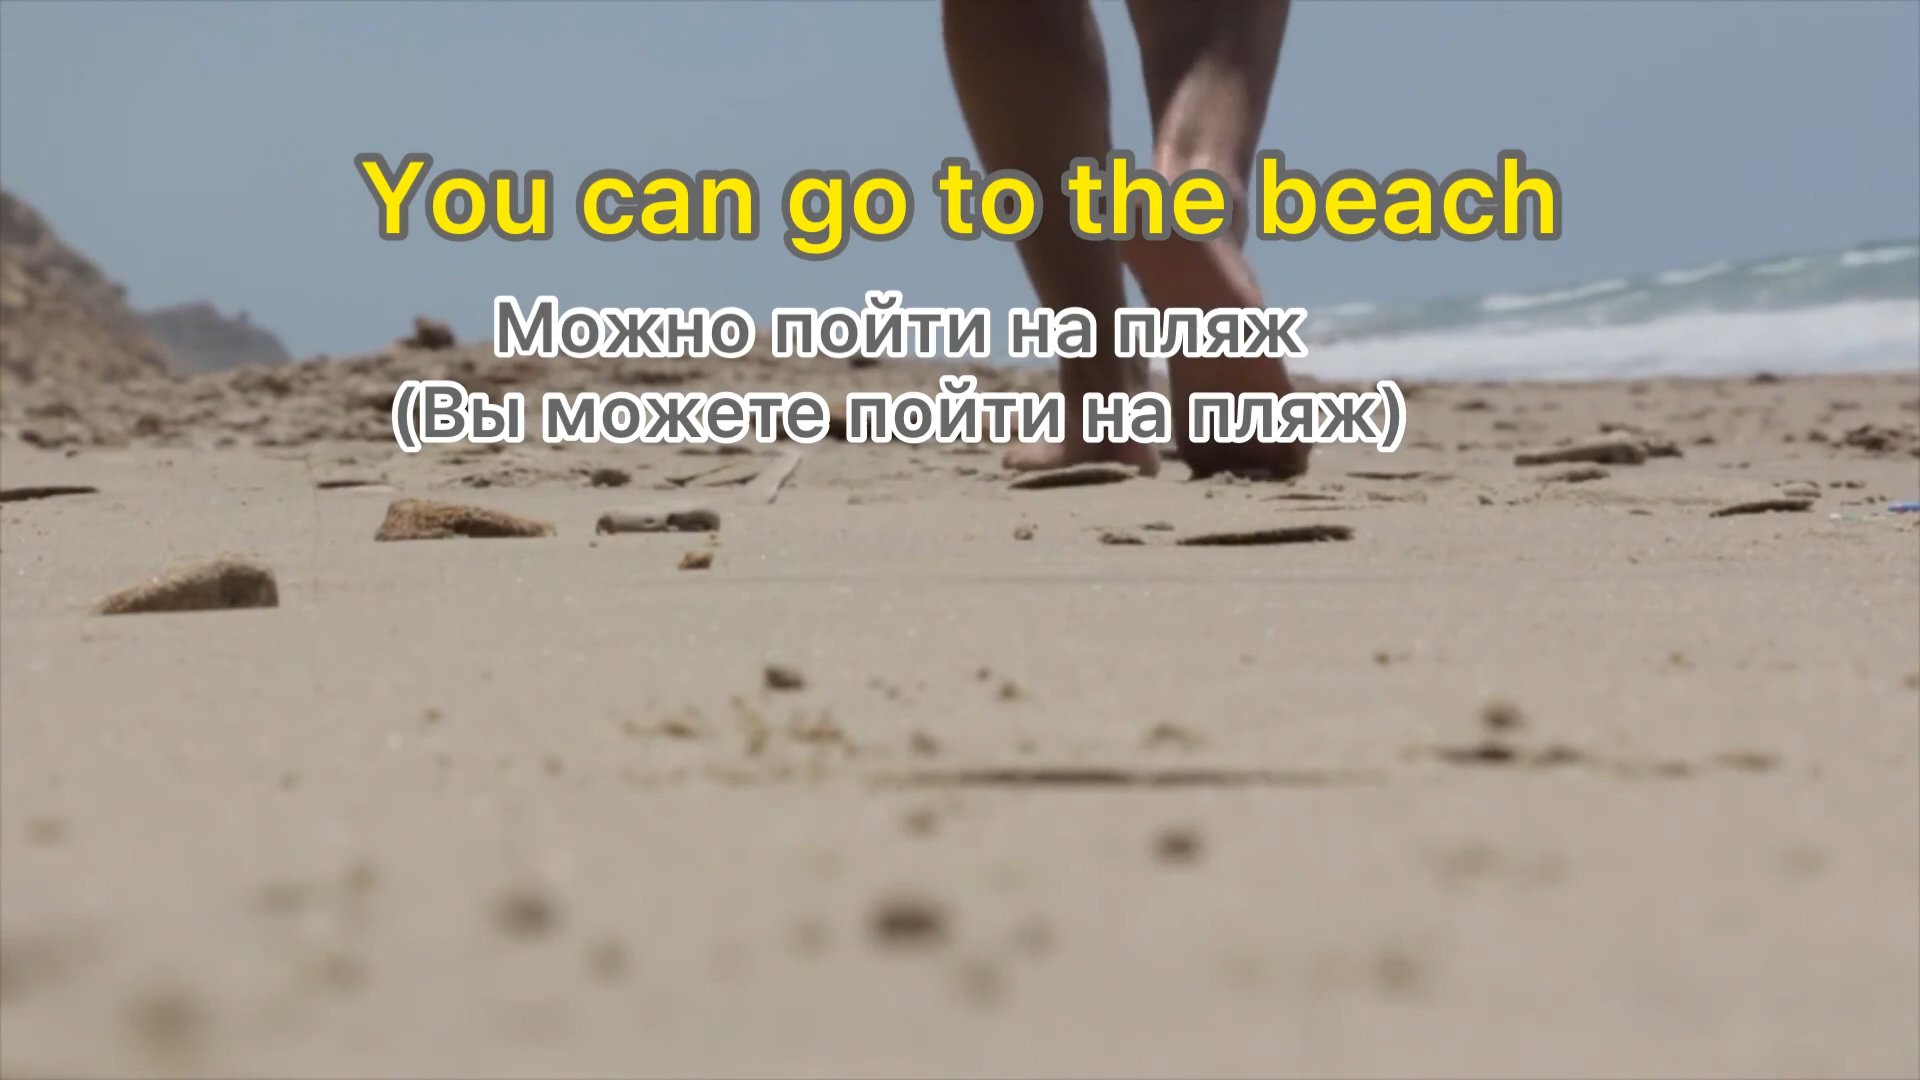 You can go to the beach
Можно пойти на пляж
(Вы можете пойти на пляж)